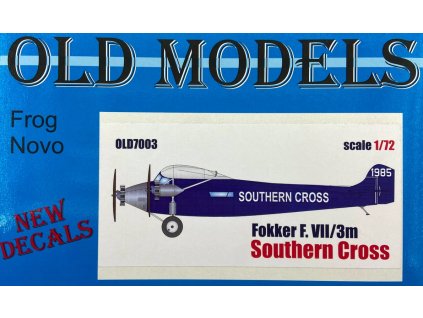 OLD MODELS
Frog
Novo
OLD7003
scale 1/72
1985
SOUTHERN CROSS
NEW
DECALS
Fokker F. VII/3m
Southern Cross